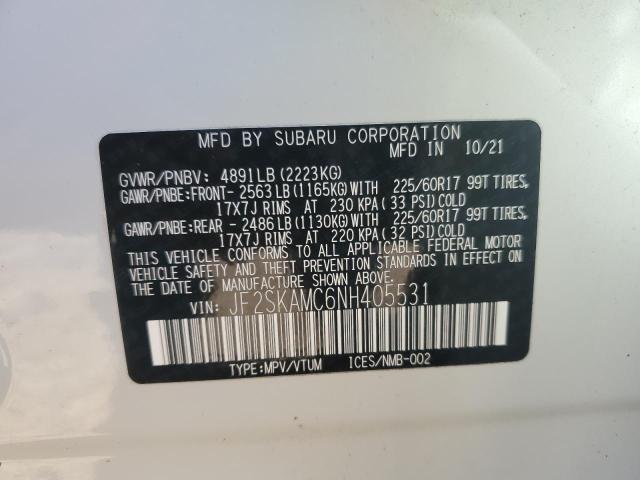 MFD BY SUBARU CORPORATION
MFD IN 10/21
GVWR/PNBV: 4891LB(2223KG)
GAWR/PNBE:FRONT- 2563LB(1165KG)WITH 225/60R17 99T TIRES,
17X7J RIMS AT 230 KPA(33 PSI)COLD
GAWR/PNBE:REAR - 2486LB(1130KG)WITH 225/60R17 99T TIRES,
17X7J RIMS AT 220 KPA(32 PSI)COLD
THIS VEHICLE CONFORMS TO ALL APPLICABLE FEDERAL MOTOR
VEHICLE SAFETY AND THEFT PREVENTION STANDARDS IN EFFECT ON
THE DATE OF MANUFACTURE SHOWN ABOVE.
VIN: JF2SKAMC6NH405531
TYPE:MPV/VTUM ICES/NMB-002